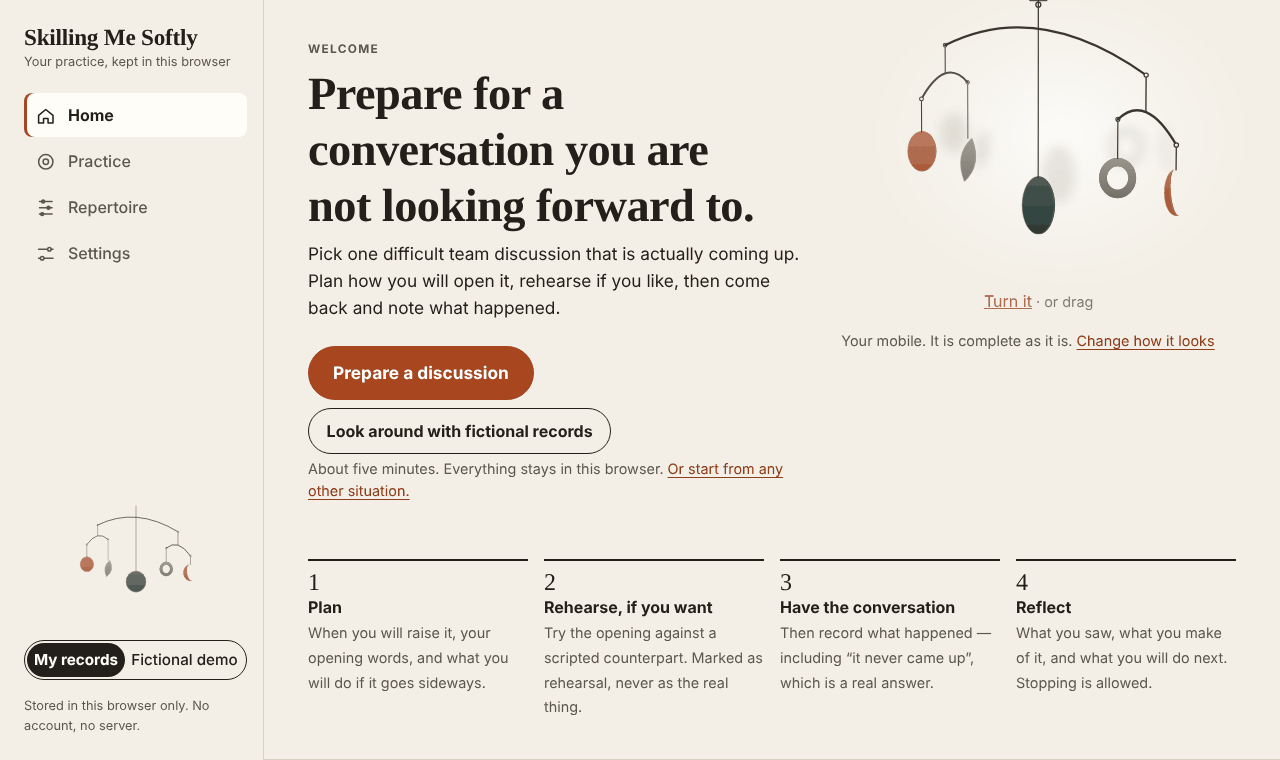 Skilling Me Softly
Your practice, kept in this browser
Home
Practice
Repertoire
Settings
My records
Fictional demo
Stored in this browser only. No
account, no server.
WELCOME
Prepare for a
conversation you are
not looking forward to.
Pick one difficult team discussion that is actually coming up.
Plan how you will open it, rehearse if you like, then come
back and note what happened.
Prepare a discussion
Look around with fictional records
About five minutes. Everything stays in this browser. Or start from any
other situation.
Turn it · or drag
Your mobile. It is complete as it is. Change how it looks
1
Plan
When you will raise it, your
opening words, and what you
will do if it goes sideways.
2
Rehearse, if you want
Try the opening against a
scripted counterpart. Marked as
rehearsal, never as the real
thing.
3
Have the conversation
Then record what happened —
including “it never came up”,
which is a real answer.
4
Reflect
What you saw, what you make
of it, and what you will do next.
Stopping is allowed.